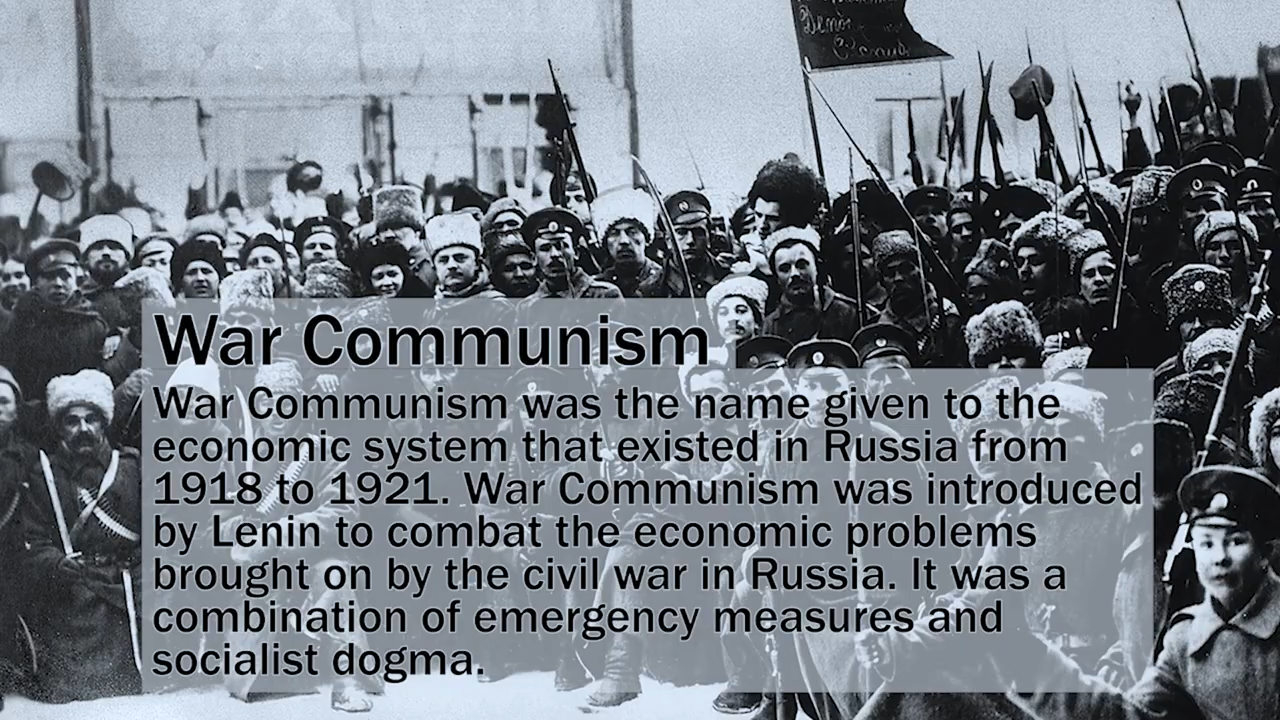 War Communism
War Communism was the name given to the
economic system that existed in Russia from
1918 to 1921. War Communism was introduced
by Lenin to combat the economic problems
brought on by the civil war in Russia. It was a
combination of emergency measures and
socialist dogma.